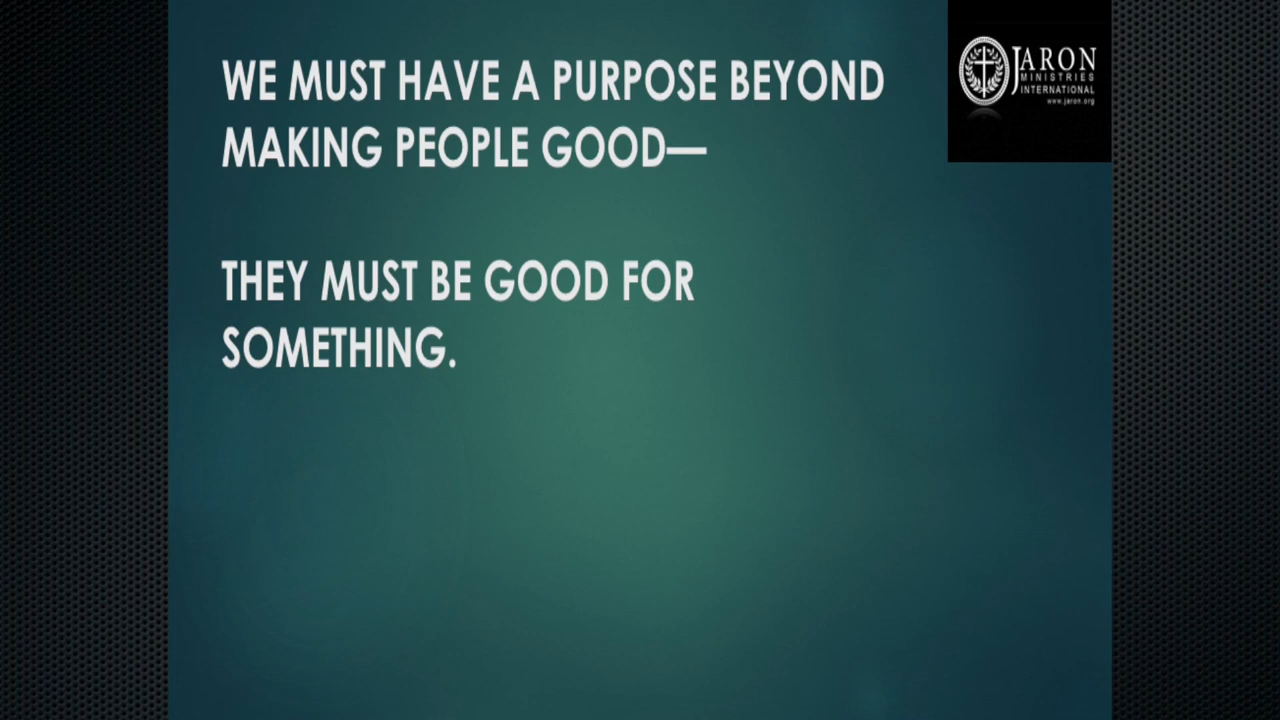 WE MUST HAVE A PURPOSE BEYOND
MAKING PEOPLE GOOD—
THEY MUST BE GOOD FOR
SOMETHING.
JARON
MINISTRIES
INTERNATIONAL
www.jaron.org